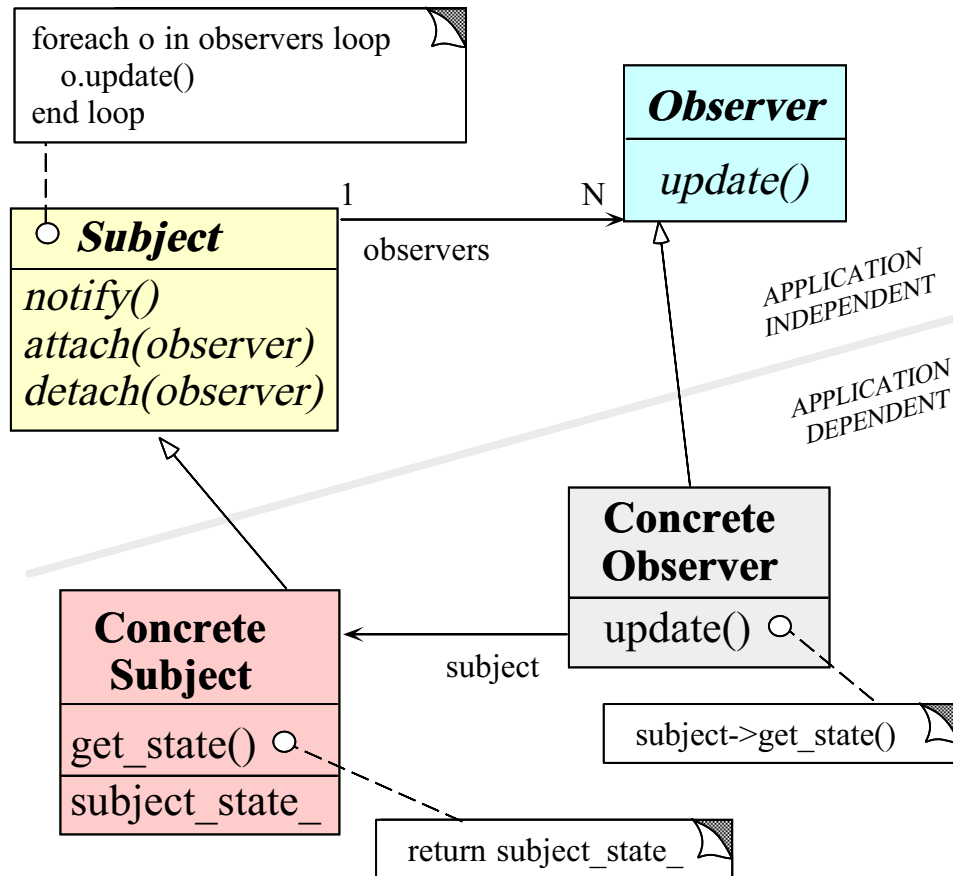 foreach o in observers loop
o.update()
end loop
Observer
update()
1
N
observers
Subject
notify()
attach(observer)
detach(observer)
APPLICATION
INDEPENDENT
APPLICATION
DEPENDENT
Concrete
Observer
update()
Concrete
Subject
get_state()
subject_state_
subject
subject->get_state()
return subject_state_